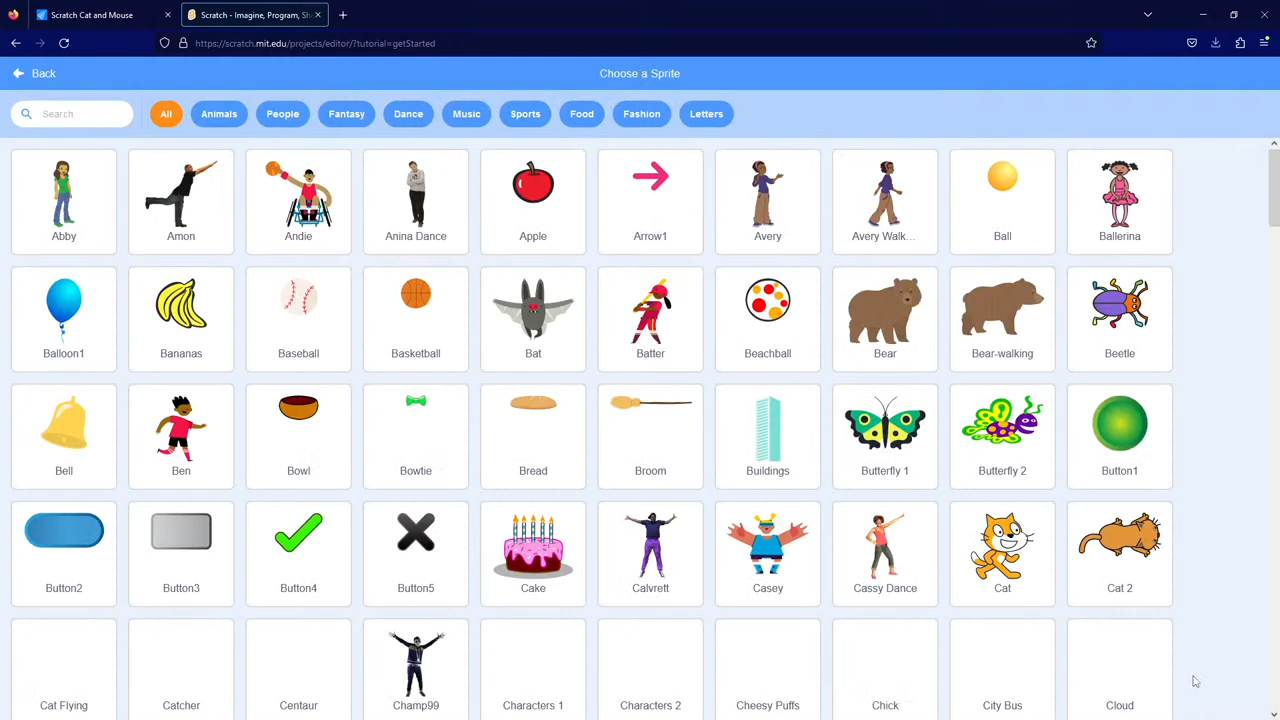 Scratch Cat and Mouse
Scratch - Imagine, Program, Sh
https://scratch.mit.edu/projects/editor/?tutorial=getStarted
Back
Choose a Sprite
Search
All
Animals
People
Fantasy
Dance
Music
Sports
Food
Fashion
Letters
Abby
Amon
Andie
Anina Dance
Apple
Arrow1
Avery
Avery Walk...
Ball
Ballerina
Balloon1
Bananas
Baseball
Basketball
Bat
Batter
Beachball
Bear
Bear-walking
Beetle
Bell
Ben
Bowl
Bowtie
Bread
Broom
Buildings
Butterfly 1
Butterfly 2
Button1
Button2
Button3
Button4
Button5
Cake
Calvrett
Casey
Cassy Dance
Cat
Cat 2
Cat Flying
Catcher
Centaur
Champ99
Characters 1
Characters 2
Cheesy Puffs
Chick
City Bus
Cloud